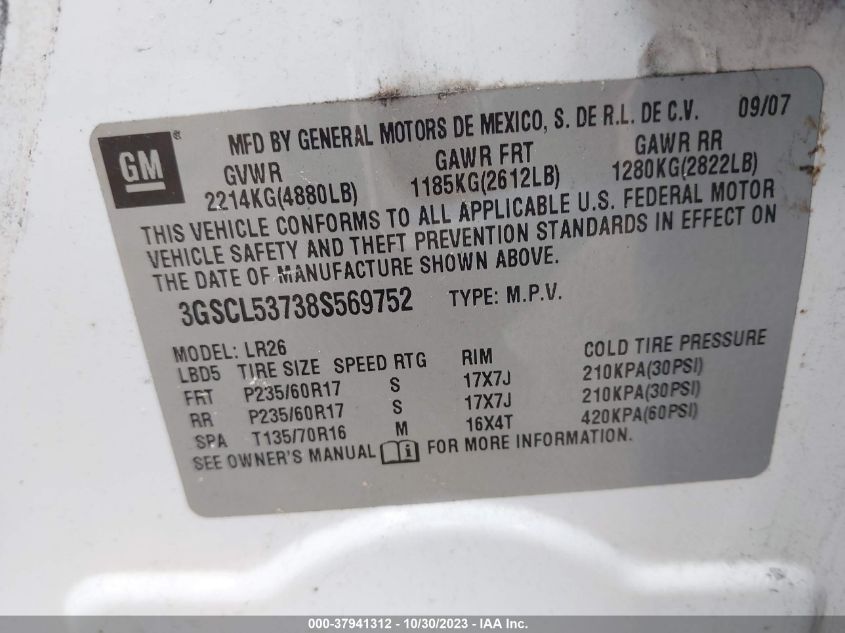 MFD BY GENERAL MOTORS DE MEXICO, S. DE R.L. DE C.V. 09/07
GM ®
GVWR GAWR FRT GAWR RR
2214KG(4880LB) 1185KG(2612LB) 1280KG(2822LB)
THIS VEHICLE CONFORMS TO ALL APPLICABLE U.S. FEDERAL MOTOR
VEHICLE SAFETY AND THEFT PREVENTION STANDARDS IN EFFECT ON
THE DATE OF MANUFACTURE SHOWN ABOVE.
3GSCL53738S569752 TYPE: M.P.V.
MODEL: LR26
LBD5 TIRE SIZE SPEED RTG RIM COLD TIRE PRESSURE
FRT P235/60R17 S 17X7J 210KPA(30PSI)
RR P235/60R17 S 17X7J 210KPA(30PSI)
SPA T135/70R16 M 16X4T 420KPA(60PSI)
SEE OWNER'S MANUAL i FOR MORE INFORMATION.
000-37941312 - 10/30/2023 - IAA Inc.